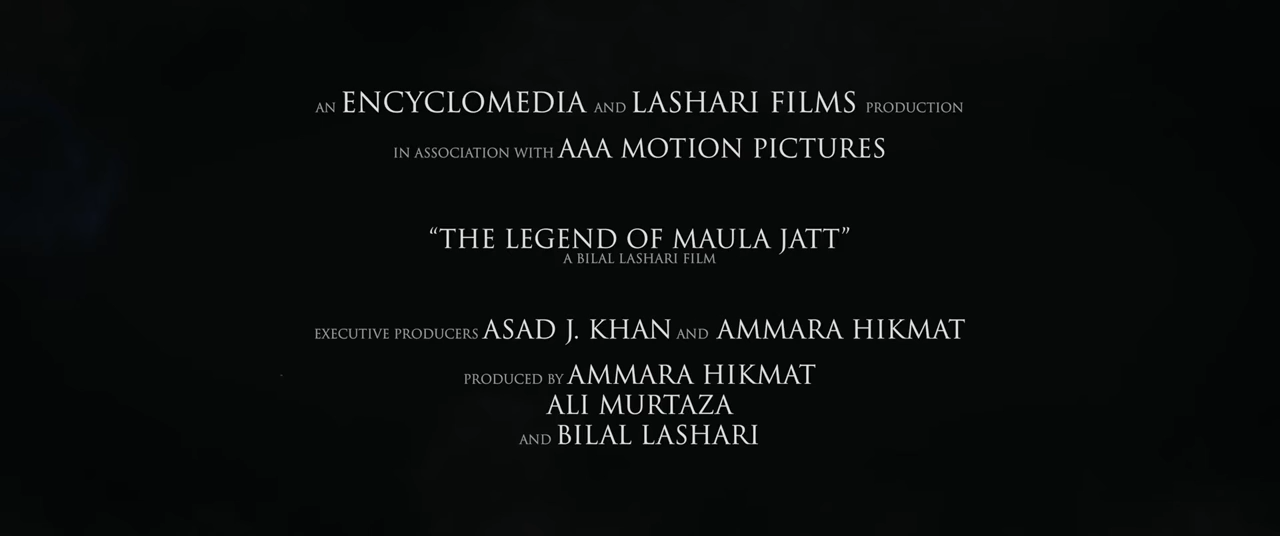 AN ENCYCLOMEDIA AND LASHARI FILMS PRODUCTION
IN ASSOCIATION WITH AAA MOTION PICTURES
“THE LEGEND OF MAULA JATT”
A BILAL LASHARI FILM
EXECUTIVE PRODUCERS ASAD J. KHAN AND AMMARA HIKMAT
PRODUCED BY AMMARA HIKMAT
ALI MURTAZA
AND BILAL LASHARI